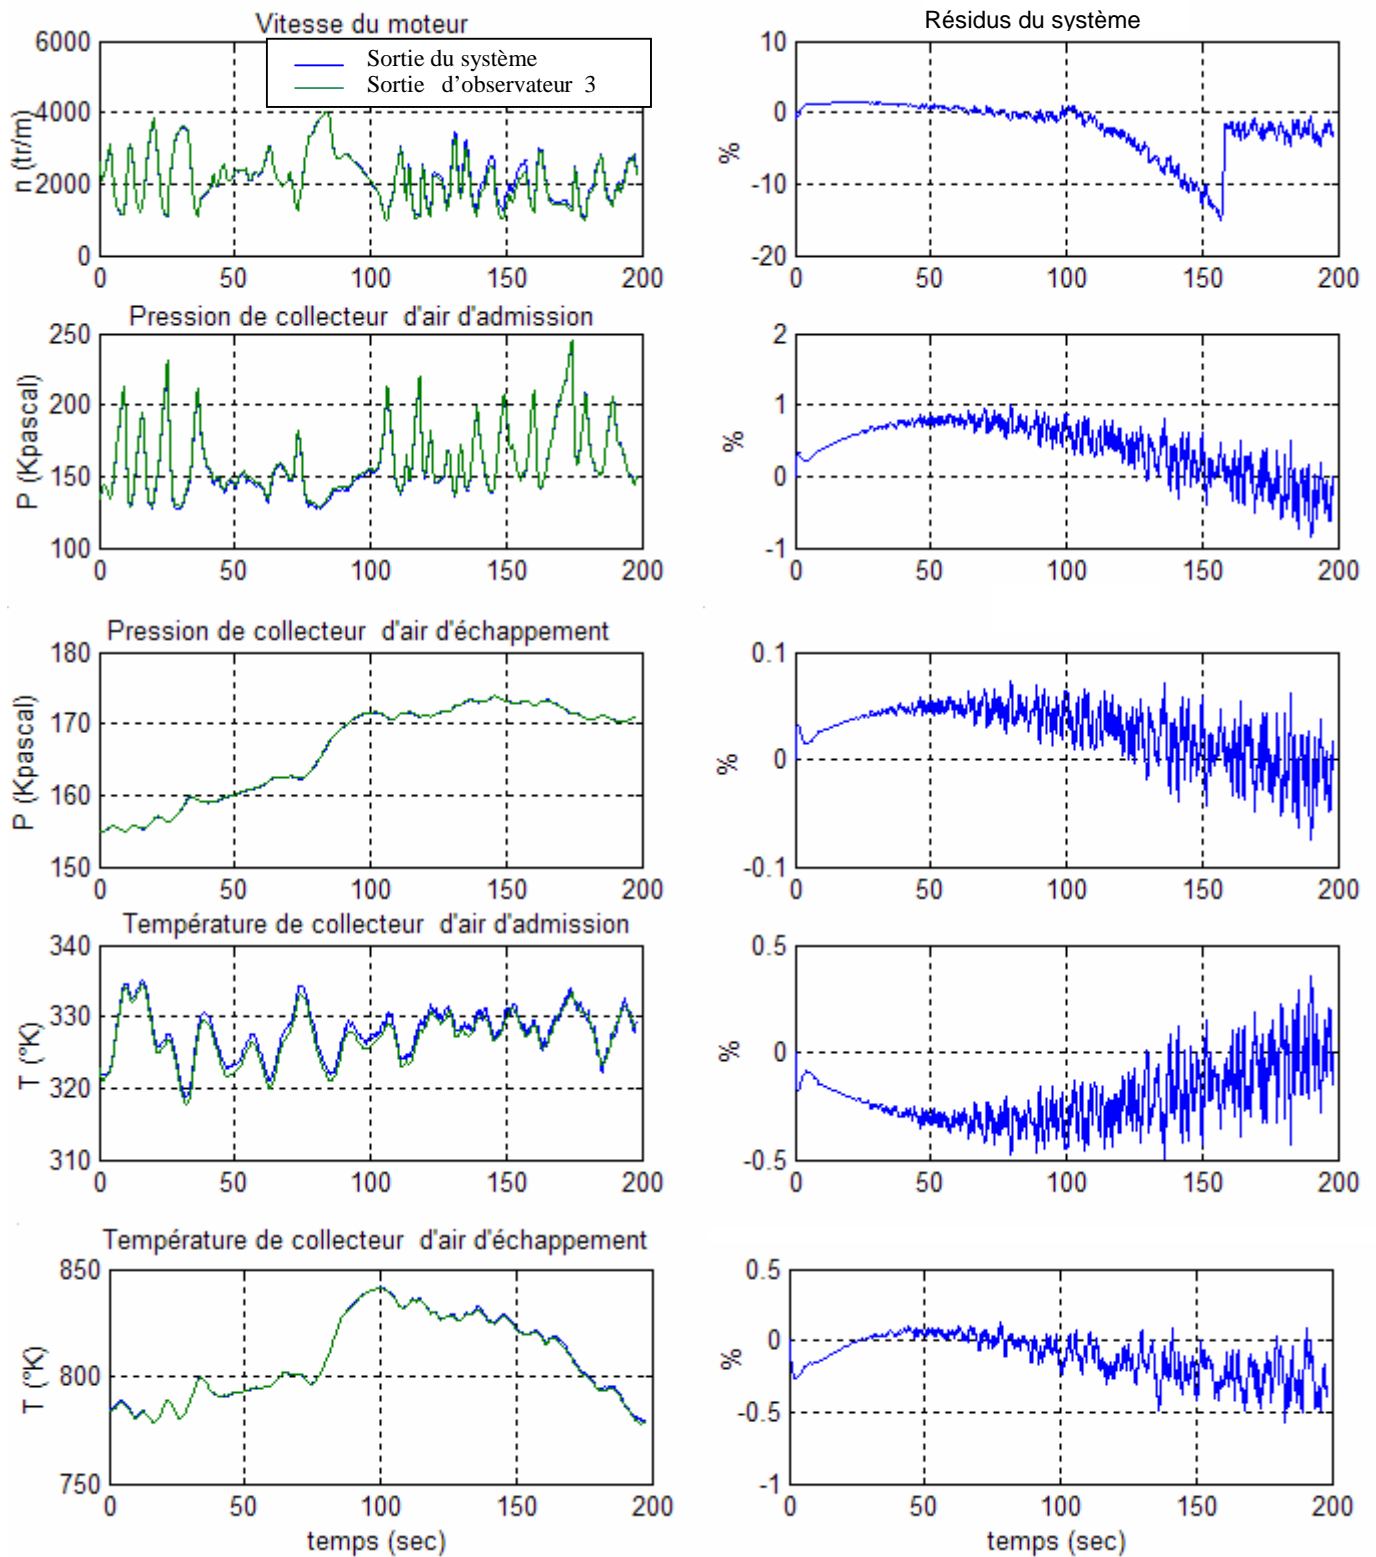 Vitesse du moteur
Résidus du système
Sortie du système
Sortie d'observateur 3
6000
4000
2000
0
n (tr/m)
0 50 100 150 200
10
0
-10
-20
%
0 50 100 150 200
Pression de collecteur d'air d'admission
250
200
150
100
P (Kpascal)
0 50 100 150 200
2
1
0
-1
%
0 50 100 150 200
Pression de collecteur d'air d'échappement
180
170
160
150
P (Kpascal)
0 50 100 150 200
0.1
0
-0.1
%
0 50 100 150 200
Température de collecteur d'air d'admission
340
330
320
310
T (°K)
0 50 100 150 200
0.5
0
-0.5
%
0 50 100 150 200
Température de collecteur d'air d'échappement
850
800
750
T (°K)
0 50 100 150 200
temps (sec)
0.5
0
-0.5
-1
%
0 50 100 150 200
temps (sec)